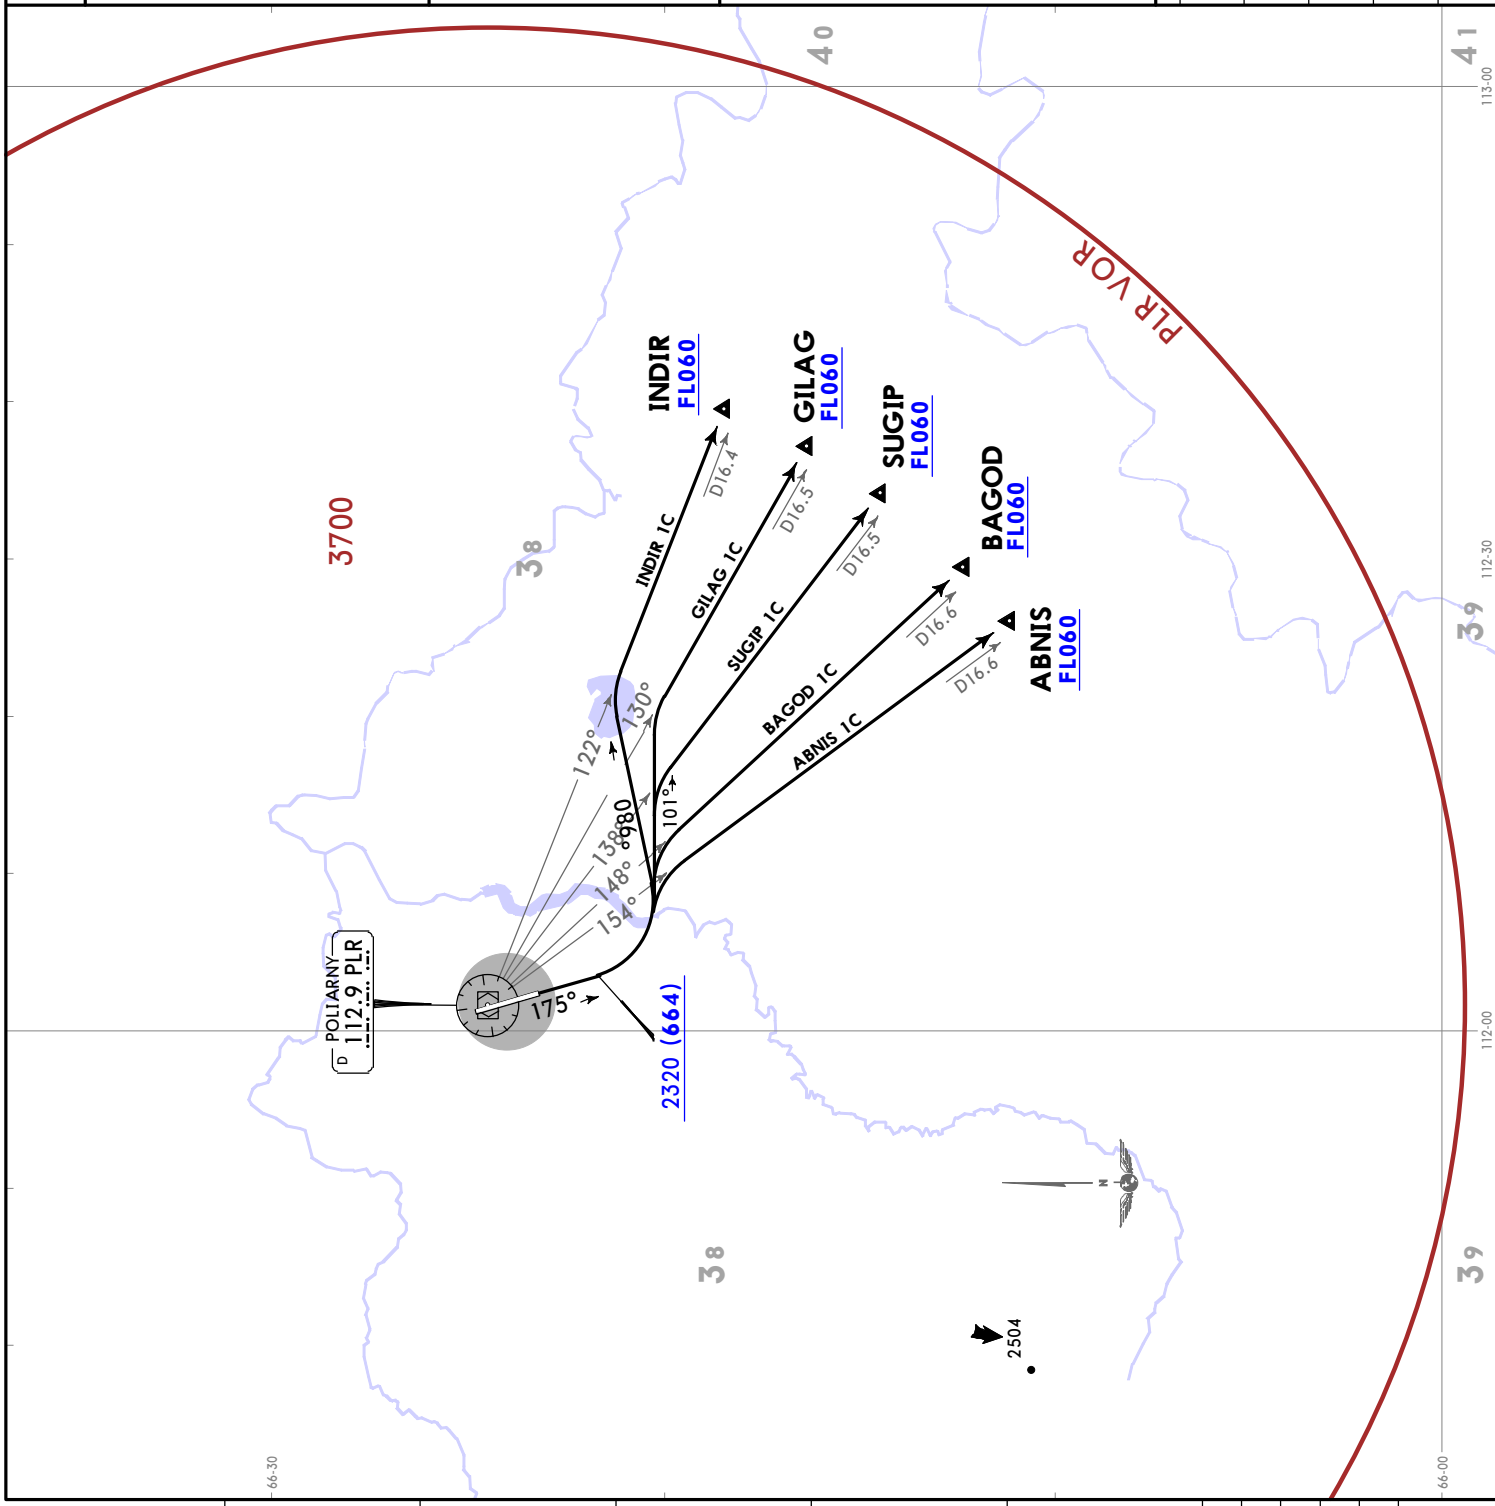 40
41
113-00
PLR VOR
INDIR
FL060
GILAG
FL060
SUGIP
FL060
BAGOD
FL060
ABNIS
FL060
3700
38
D16.4
D16.5
D16.5
D16.6
D16.6
INDIR 1C
GILAG 1C
SUGIP 1C
BAGOD 1C
ABNIS 1C
112-30
39
122°
130°
138°
148°
154°
086°
101°
POLIARNY
D 112.9 PLR
175°
2320 (664)
112-00
N
38
39
2504
66-30
66-00